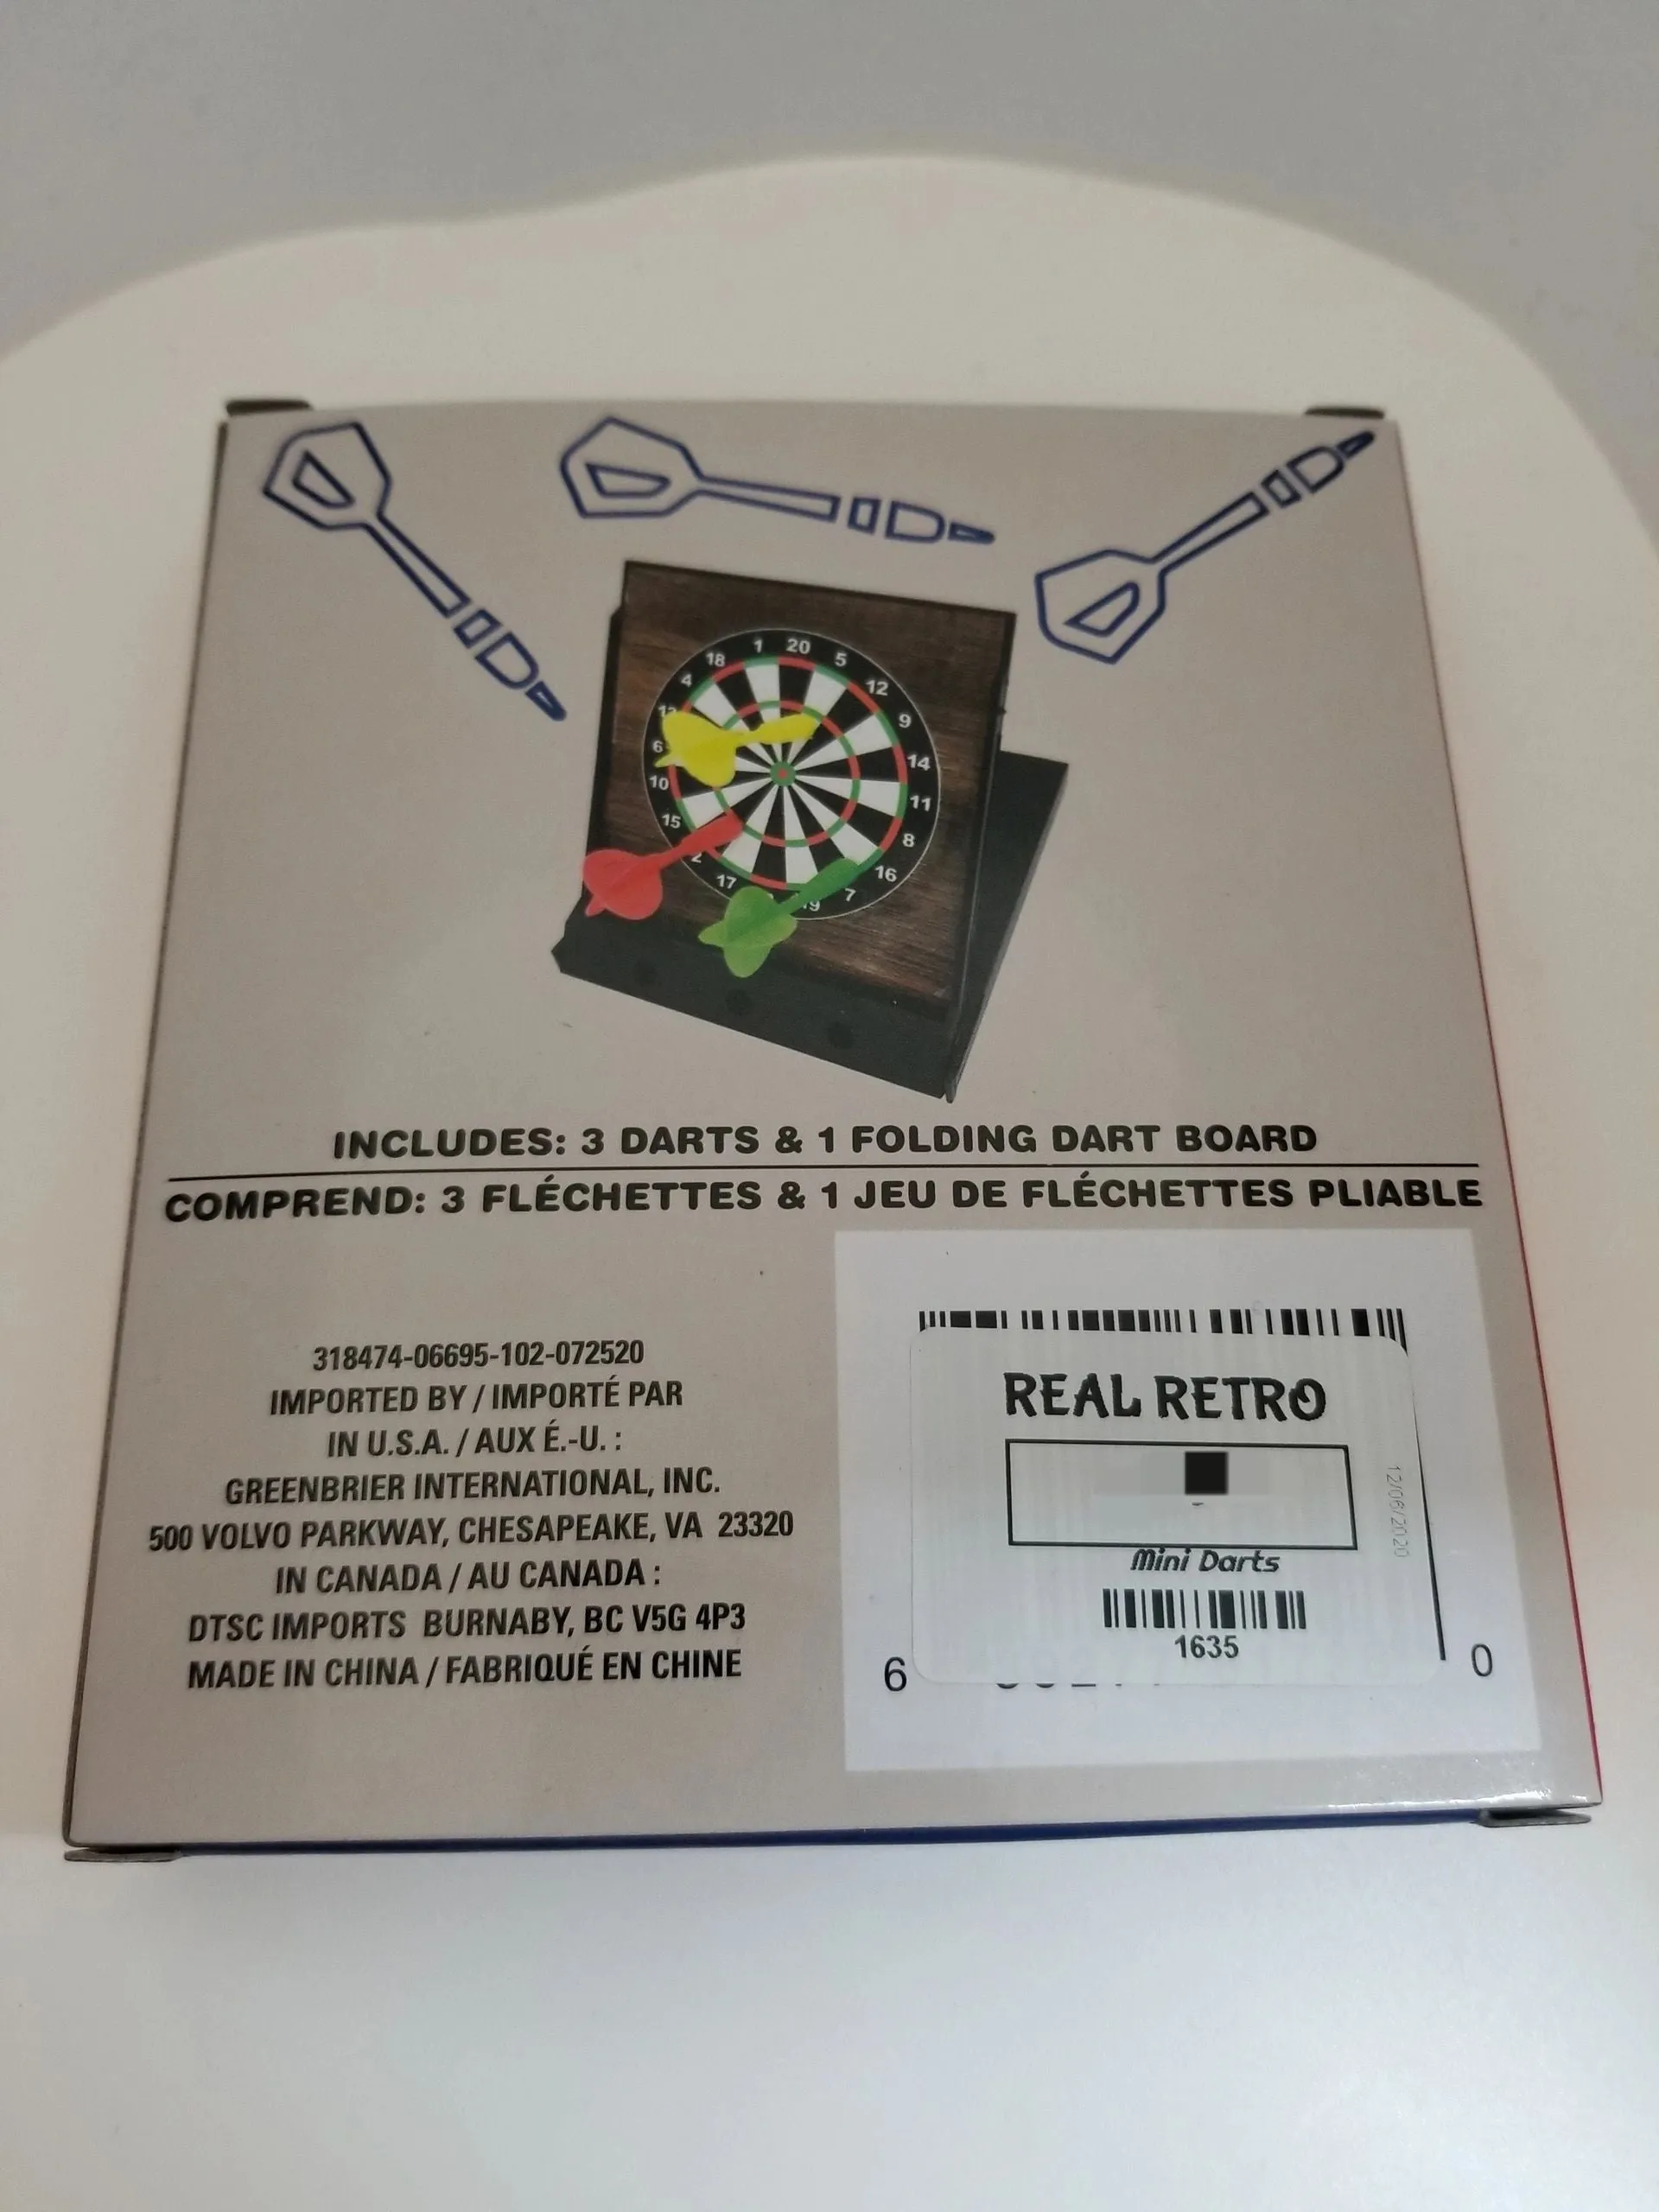 1 20 5
18 12
4 9
6 14
10 11
15 8
2 16
17 7
INCLUDES: 3 DARTS & 1 FOLDING DART BOARD
COMPREND: 3 FLÉCHETTES & 1 JEU DE FLÉCHETTES PLIABLE
318474-06695-102-072520
IMPORTED BY / IMPORTÉ PAR
IN U.S.A. / AUX É.-U. :
GREENBRIER INTERNATIONAL, INC.
500 VOLVO PARKWAY, CHESAPEAKE, VA 23320
IN CANADA / AU CANADA :
DTSC IMPORTS BURNABY, BC V5G 4P3
MADE IN CHINA / FABRIQUÉ EN CHINE
REAL RETRO
12/06/2020
Mini Darts
1635
6 0